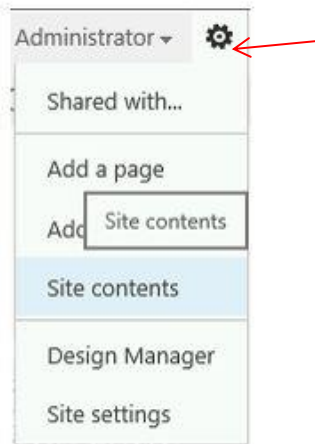 Administrator
Shared with...
Add a page
Add
Site contents
Site contents
Design Manager
Site settings